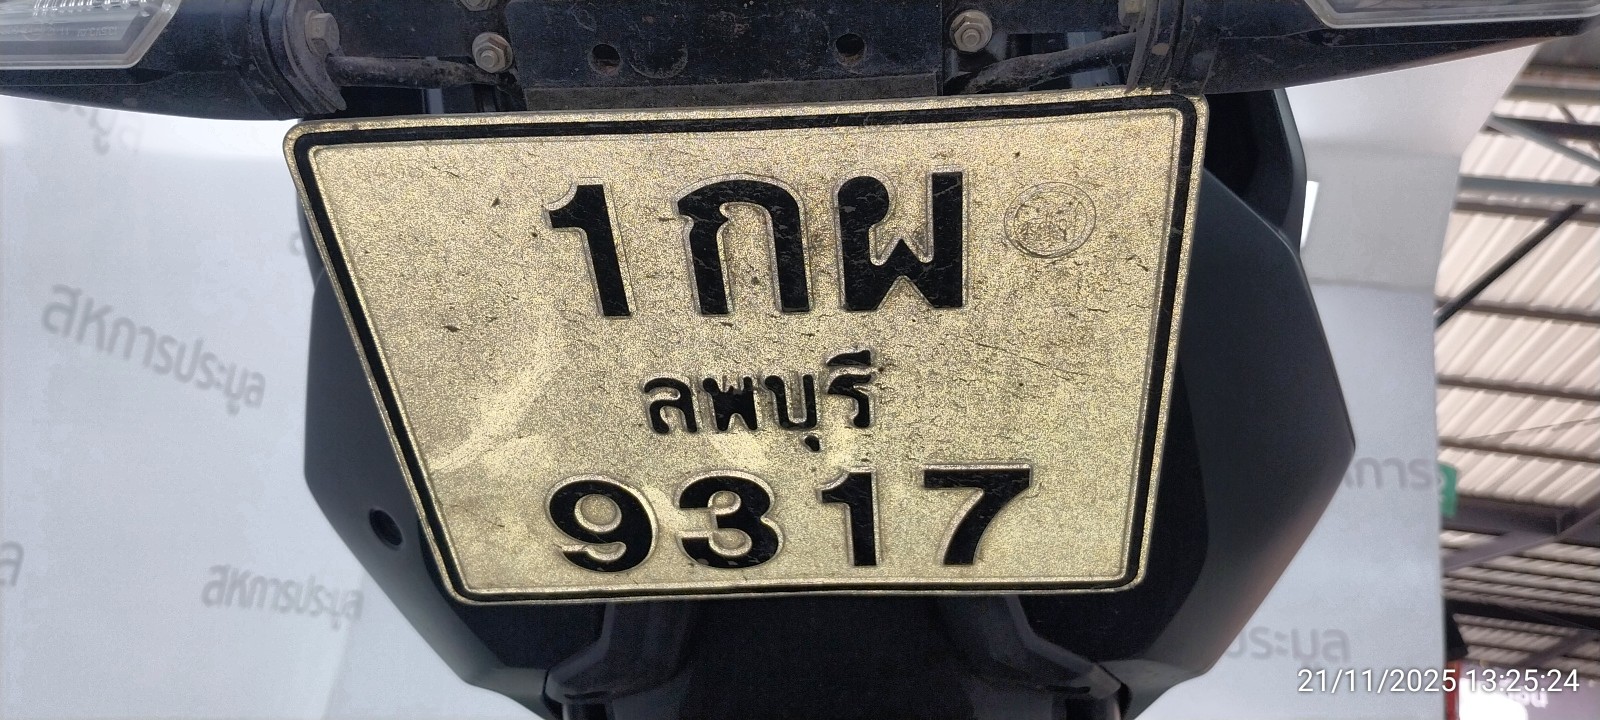 1กผ
ลพบุรี
9317
สหการประมูล
สหการประมูล
21/11/2025 13:25:24